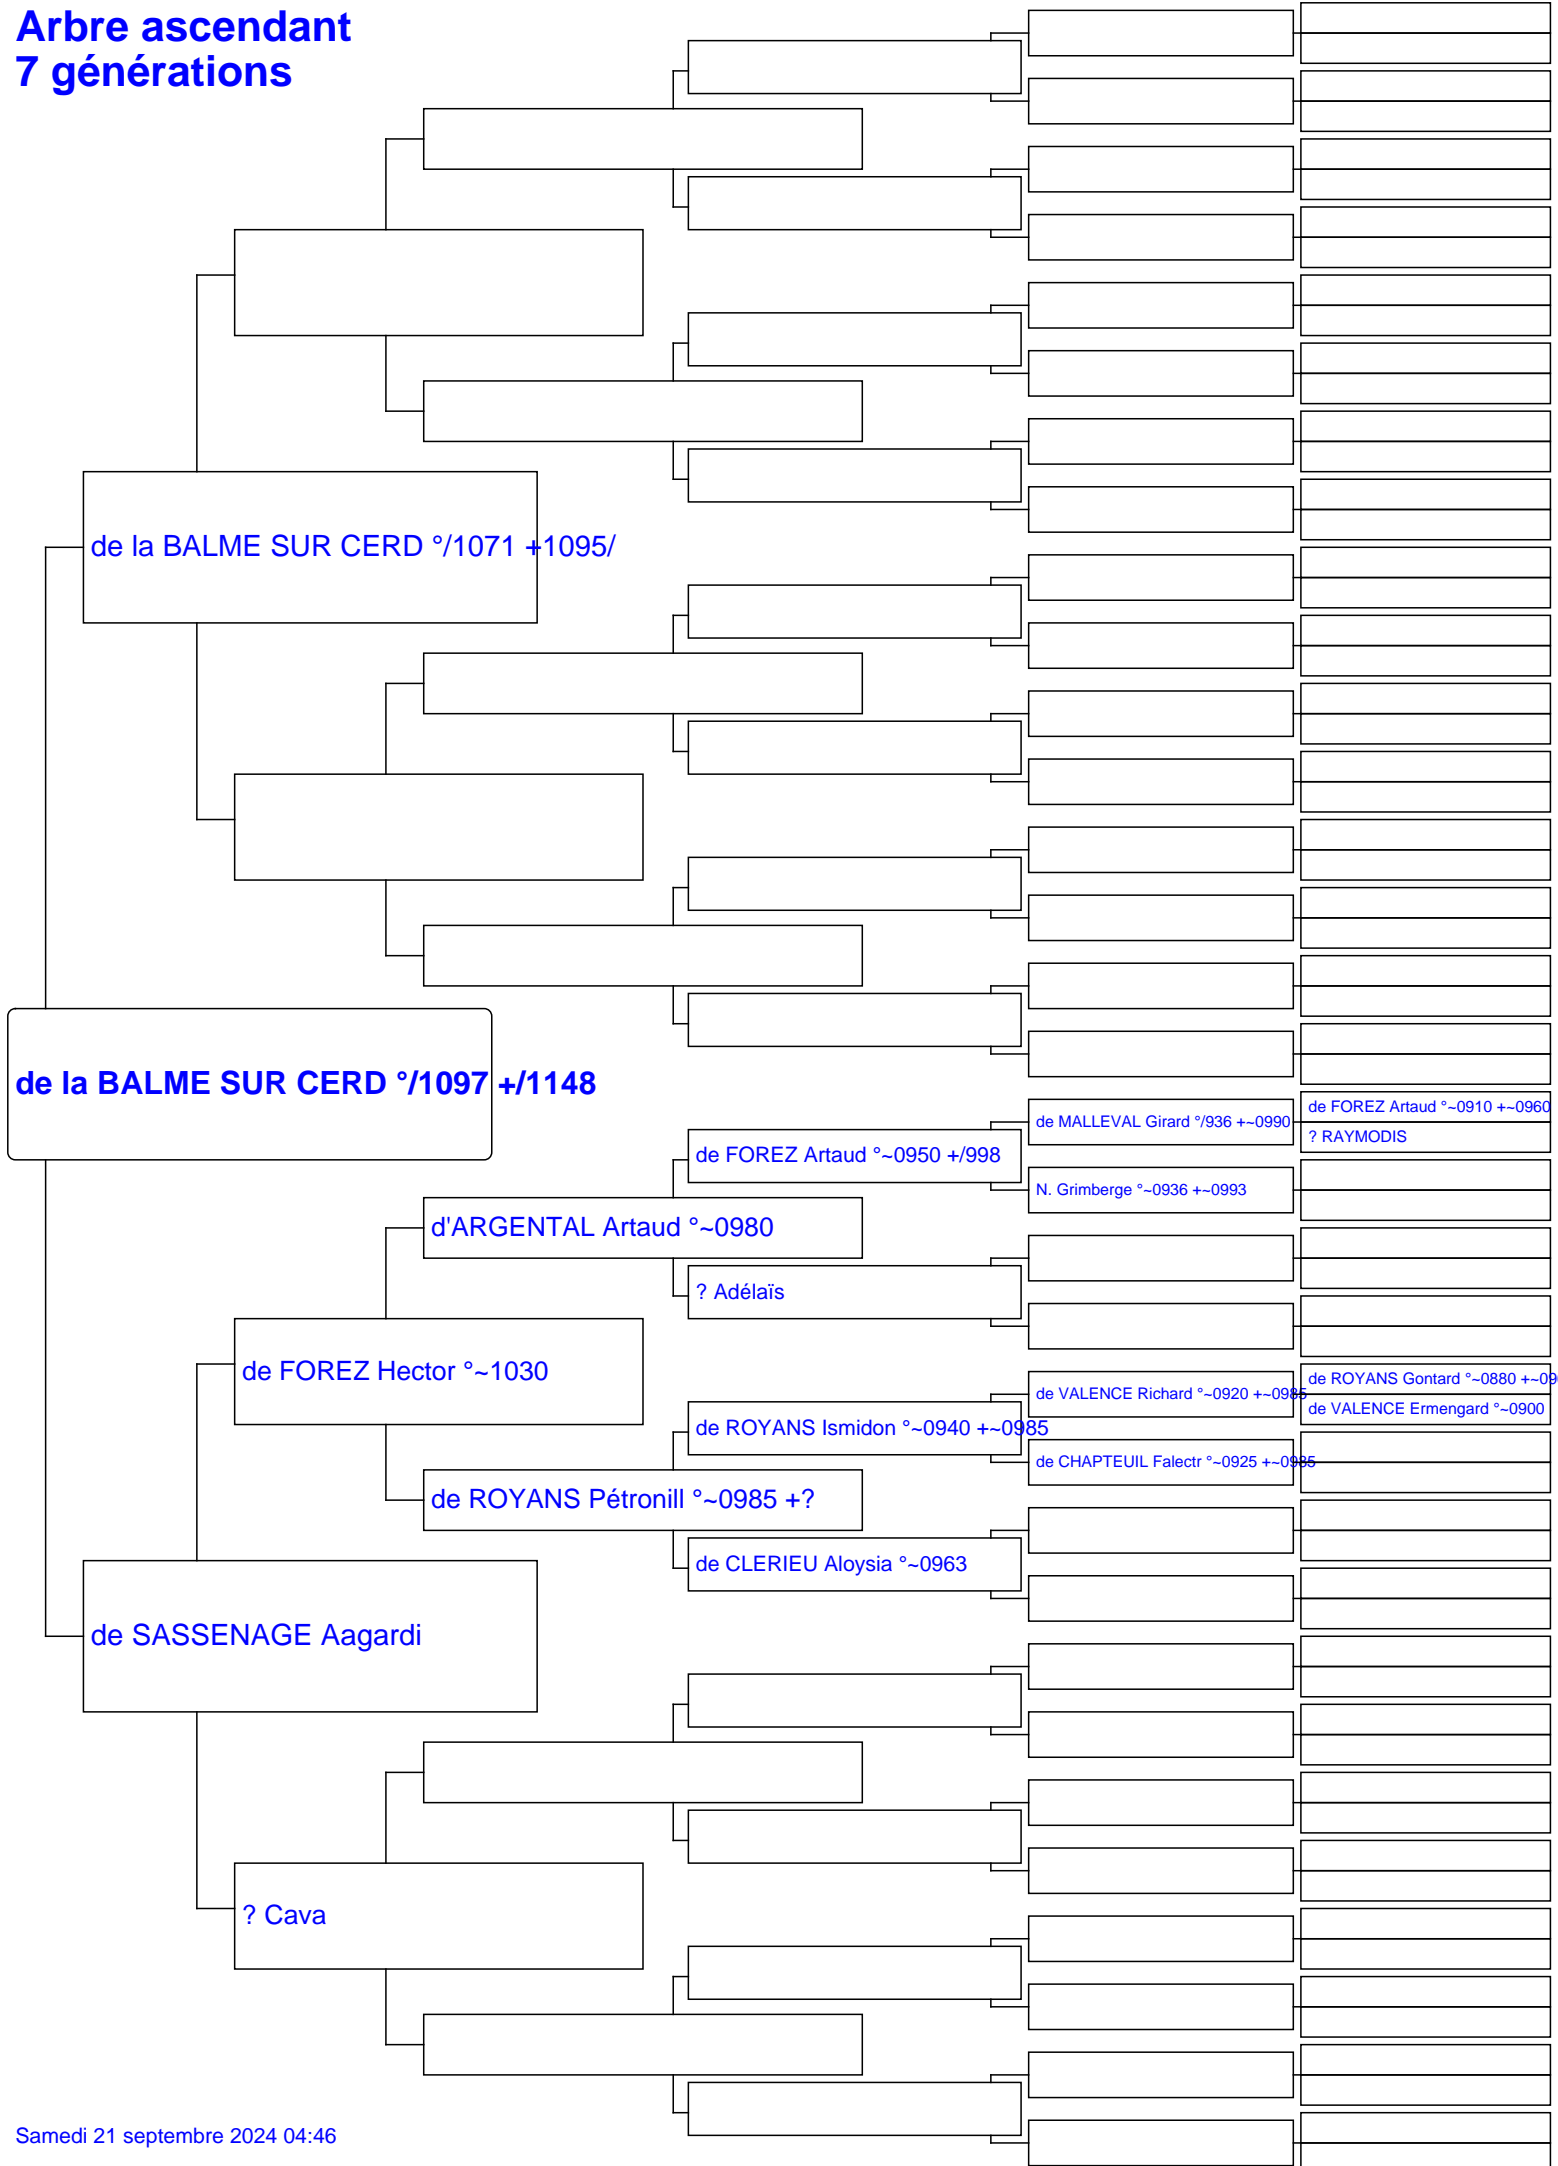 Arbre ascendant
7 générations
de la BALME SUR CERD °/1071 +1095/
de la BALME SUR CERD °/1097 +/1148
de MALLEVAL Girard °/936 +~0990
de FOREZ Artaud °~0910 +~0960
? RAYMODIS
de FOREZ Artaud °~0950 +/998
N. Grimberge °~0936 +~0993
d'ARGENTAL Artaud °~0980
? Adélaïs
de FOREZ Hector °~1030
de VALENCE Richard °~0920 +~0985
de ROYANS Gontard °~0880 +~09
de VALENCE Ermengard °~0900
de ROYANS Ismidon °~0940 +~0985
de CHAPTEUIL Falectr °~0925 +~0985
de ROYANS Pétronill °~0985 +?
de CLERIEU Aloysia °~0963
de SASSENAGE Aagardi
? Cava
Samedi 21 septembre 2024 04:46